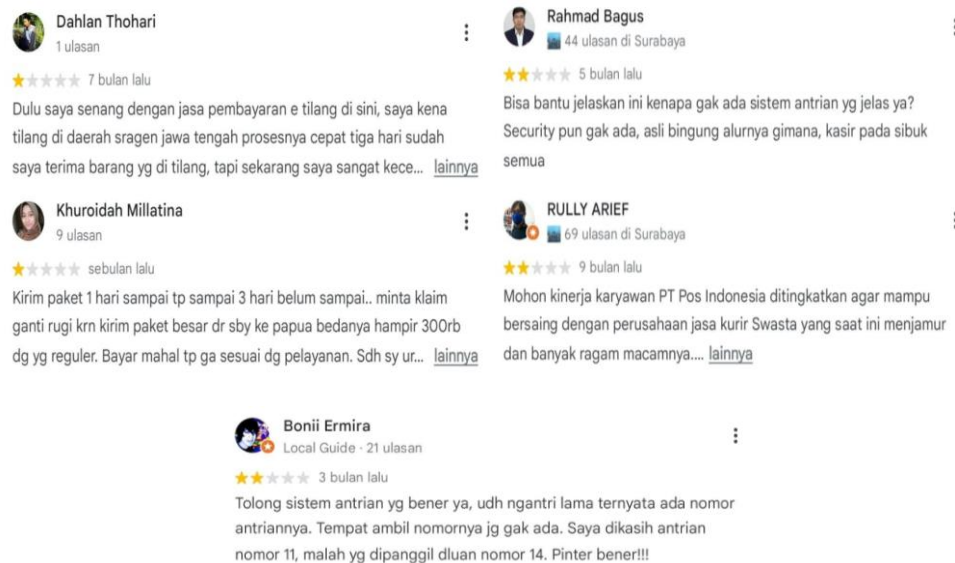 Dahlan Thohari
1 ulasan
7 bulan lalu
Dulu saya senang dengan jasa pembayaran e tilang di sini, saya kena
tilang di daerah sragen jawa tengah prosesnya cepat tiga hari sudah
saya terima barang yg di tilang, tapi sekarang saya sangat kece... lainnya
Rahmad Bagus
44 ulasan di Surabaya
5 bulan lalu
Bisa bantu jelaskan ini kenapa gak ada sistem antrian yg jelas ya?
Security pun gak ada, asli bingung alurnya gimana, kasir pada sibuk
semua
Khuroidah Millatina
9 ulasan
sebulan lalu
Kirim paket 1 hari sampai tp sampai 3 hari belum sampai.. minta klaim
ganti rugi krn kirim paket besar dr sby ke papua bedanya hampir 300rb
dg yg reguler. Bayar mahal tp ga sesuai dg pelayanan. Sdh sy ur... lainnya
RULLY ARIEF
69 ulasan di Surabaya
9 bulan lalu
Mohon kinerja karyawan PT Pos Indonesia ditingkatkan agar mampu
bersaing dengan perusahaan jasa kurir Swasta yang saat ini menjamur
dan banyak ragam macamnya.... lainnya
Bonii Ermira
Local Guide · 21 ulasan
3 bulan lalu
Tolong sistem antrian yg bener ya, udh ngantri lama ternyata ada nomor
antriannya. Tempat ambil nomornya jg gak ada. Saya dikasih antrian
nomor 11, malah yg dipanggil dluan nomor 14. Pinter bener!!!